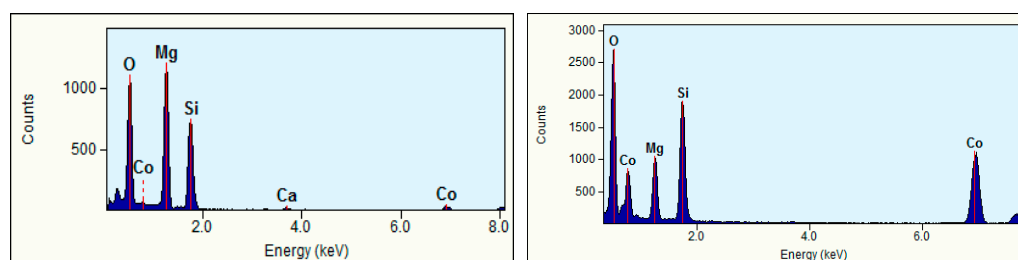 Mg
O
Si
Co
Ca
Co
1000
500
Counts
2.0
4.0
6.0
8.0
Energy (keV)
3000
2500
2000
1500
1000
500
Counts
O
Si
Co
Mg
Co
2.0
4.0
6.0
Energy (keV)